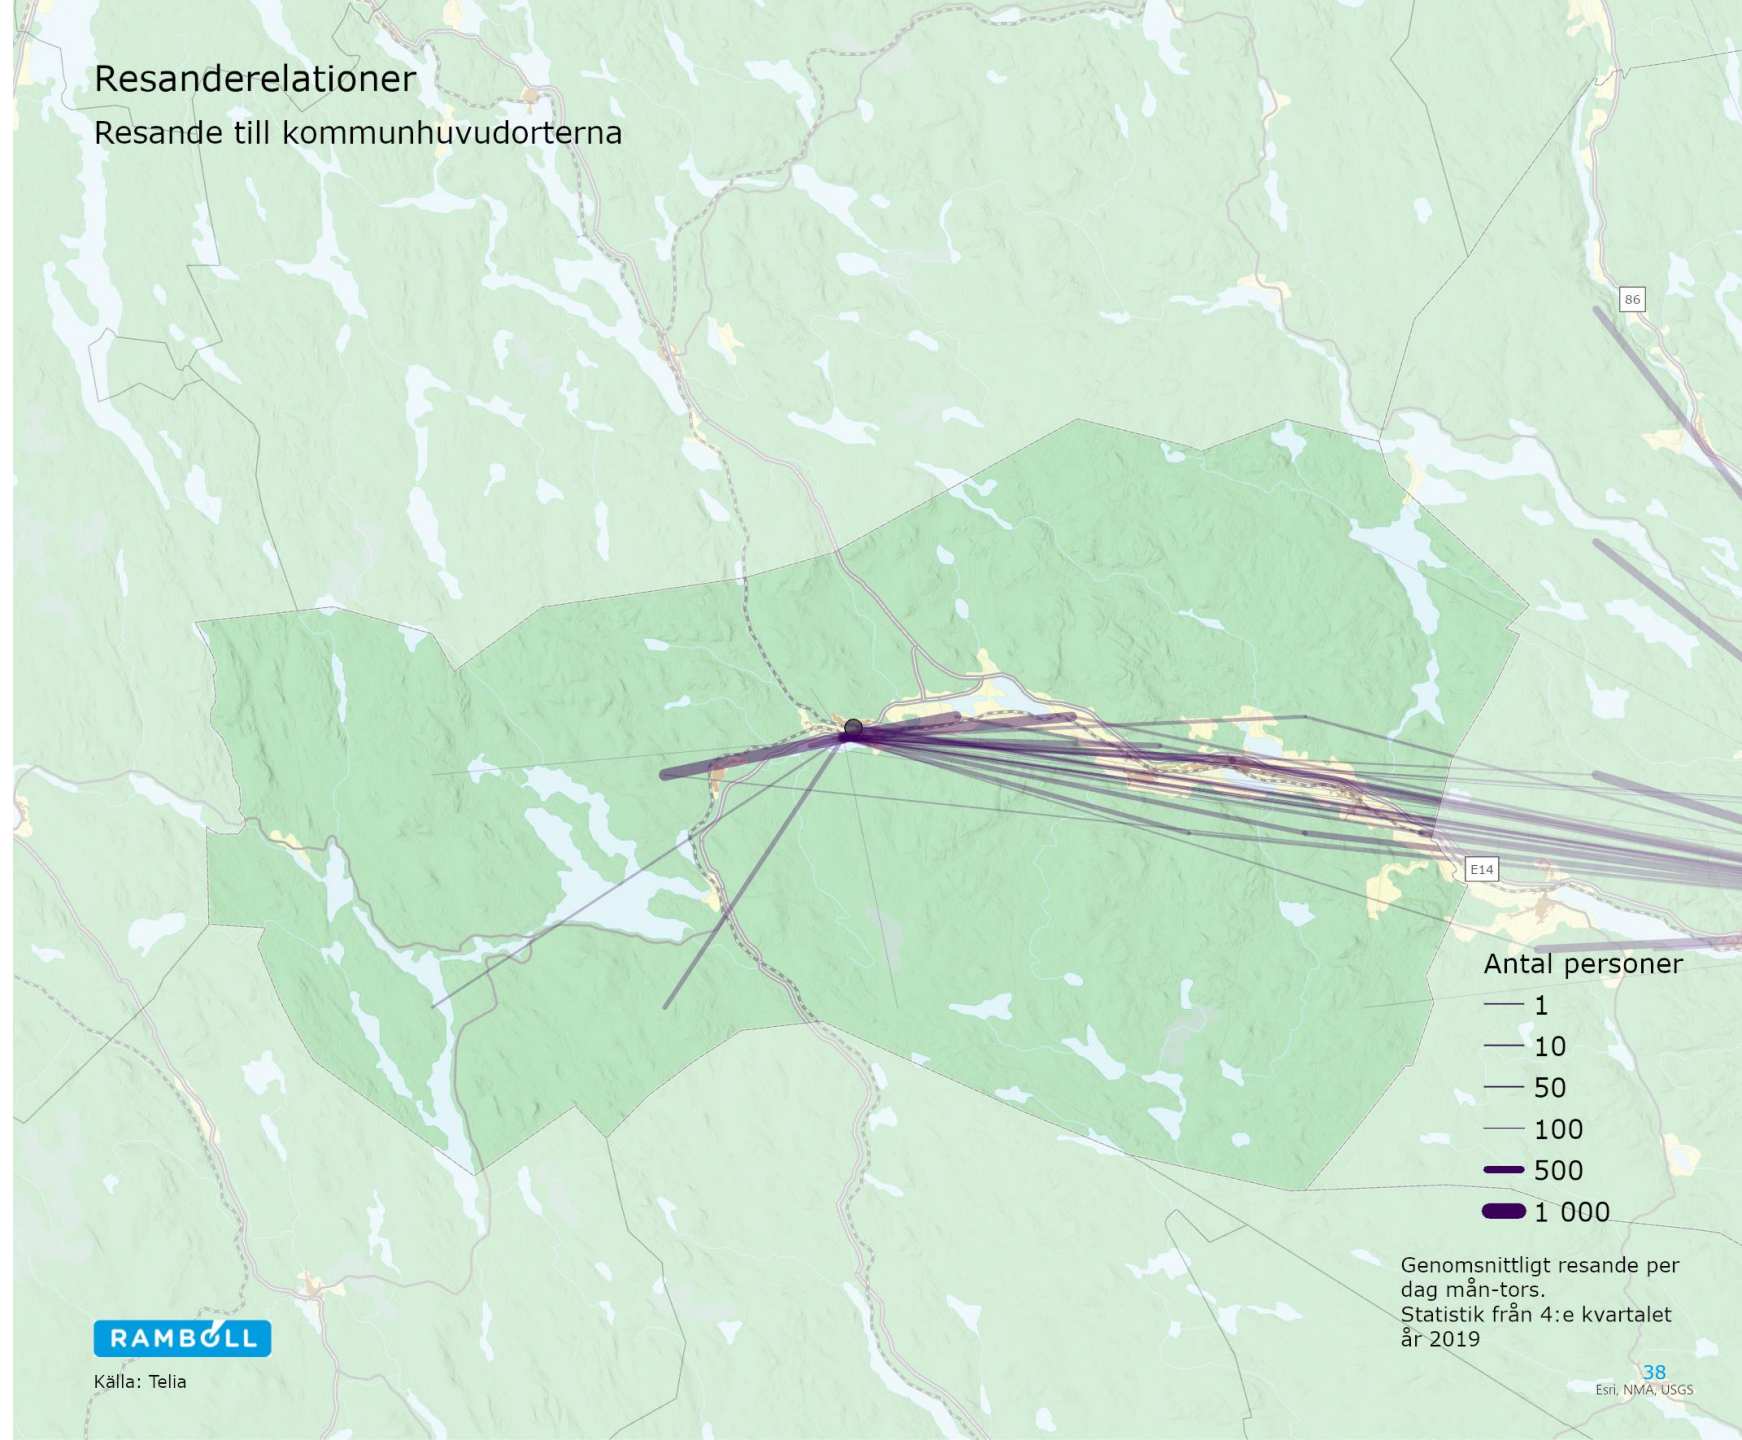 Resanderelationer
Resande till kommunhuvudorterna
86
E14
Antal personer
1
10
50
100
500
1 000
Genomsnittligt resande per
dag mån-tors.
Statistik från 4:e kvartalet
år 2019
RAMBOLL
Källa: Telia
38
Esri, NMA, USGS